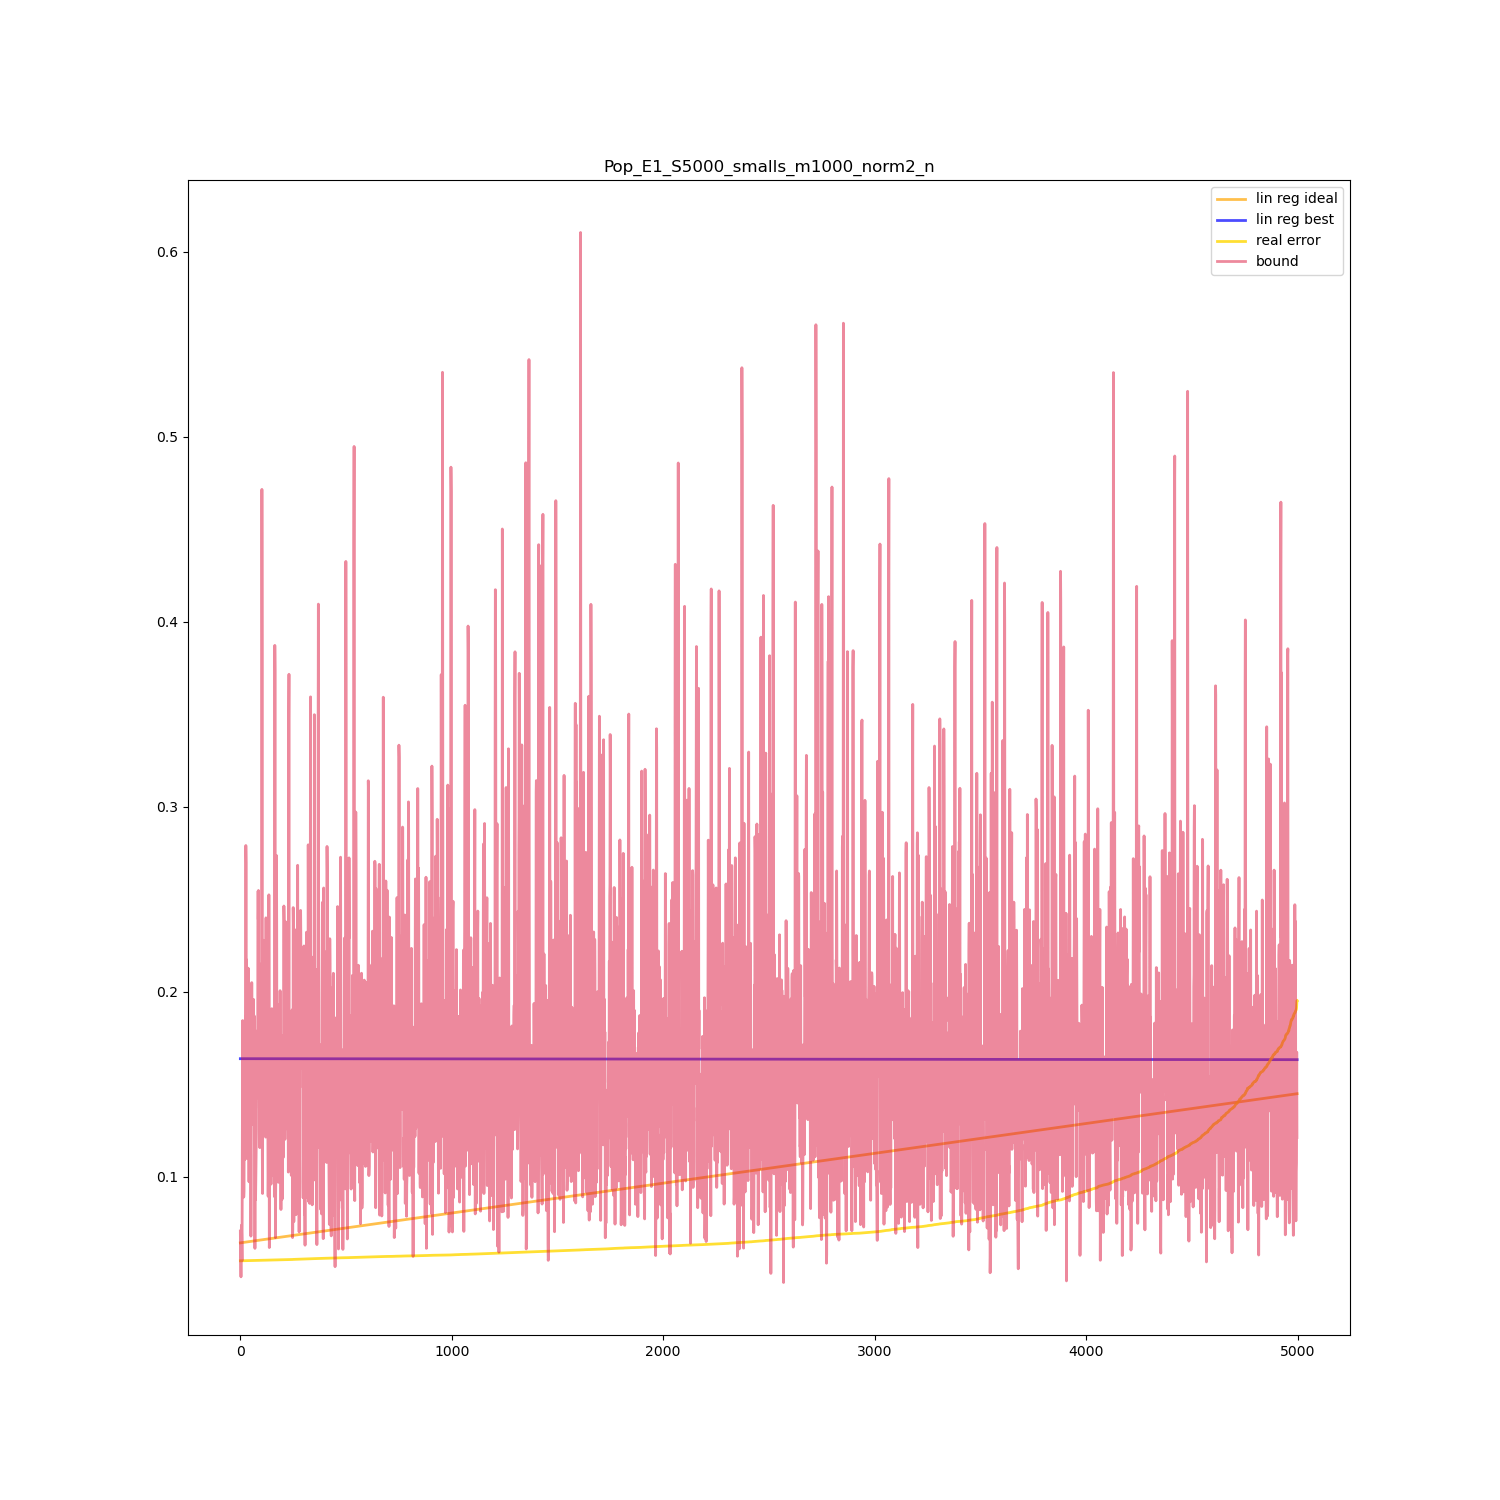 Pop_E1_S5000_smalls_m1000_norm2_n
lin reg ideal
lin reg best
real error
bound
0.6
0.5
0.4
0.3
0.2
0.1
0 1000 2000 3000 4000 5000